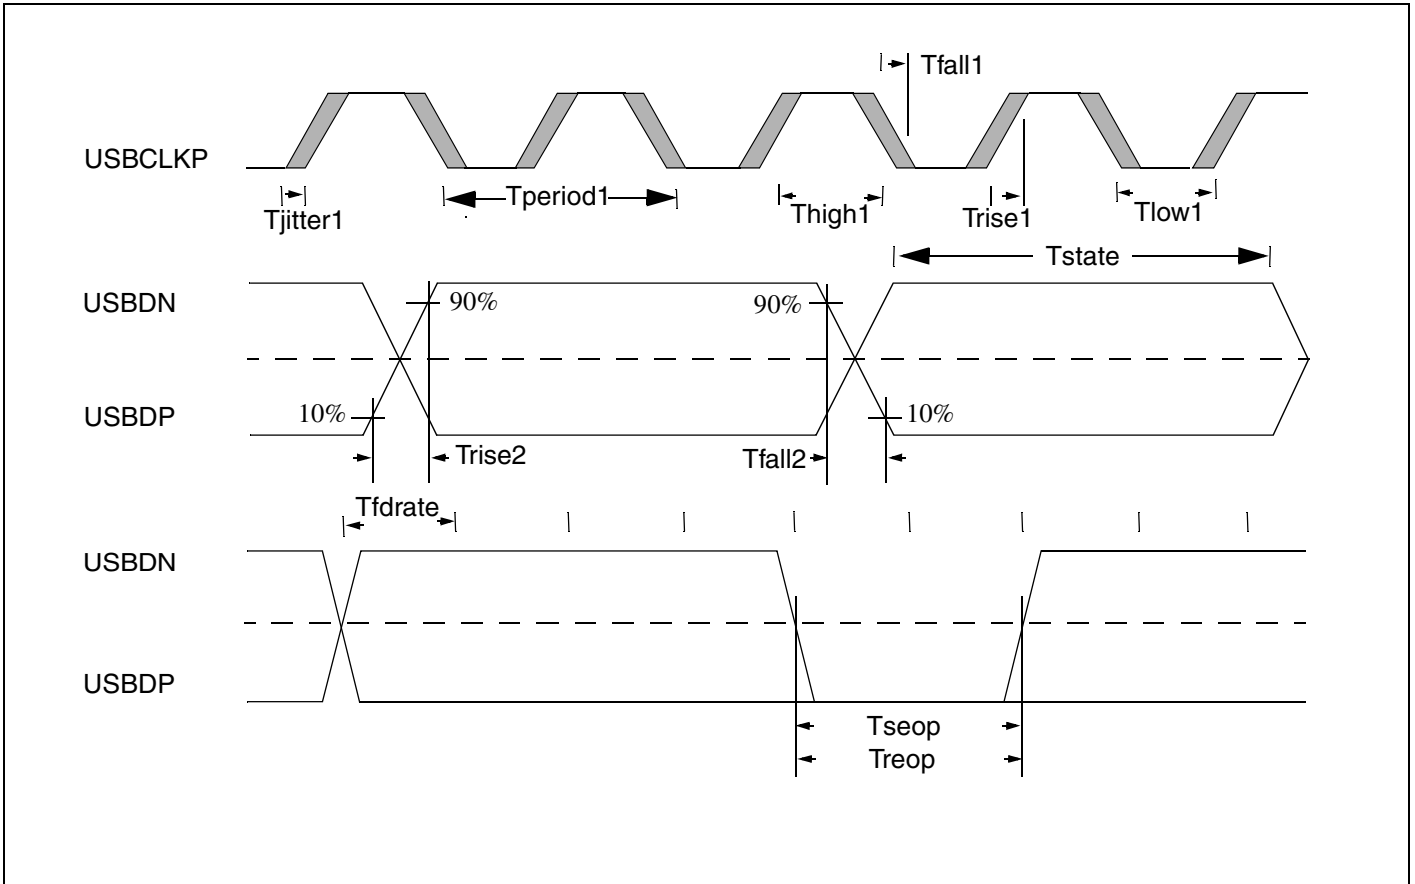 Tfall1
USBCLKP
Tjitter1
Tperiod1
Thigh1
Trise1
Tlow1
Tstate
USBDN
90%
90%
USBDP
10%
10%
Trise2
Tfall2
Tfdrate
USBDN
USBDP
Tseop
Treop